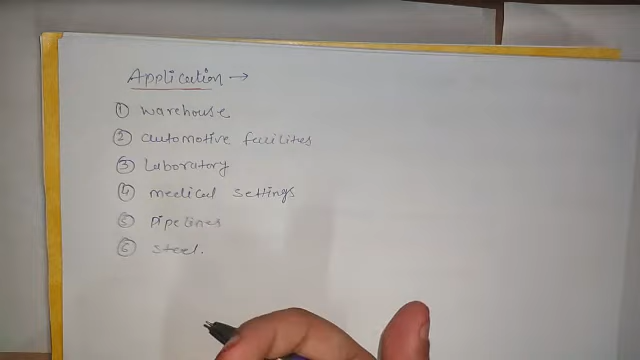 Application →
① warehouse
② automotive facilities
③ Laboratory
④ medical settings
⑤ Pipelines
⑥ steel.